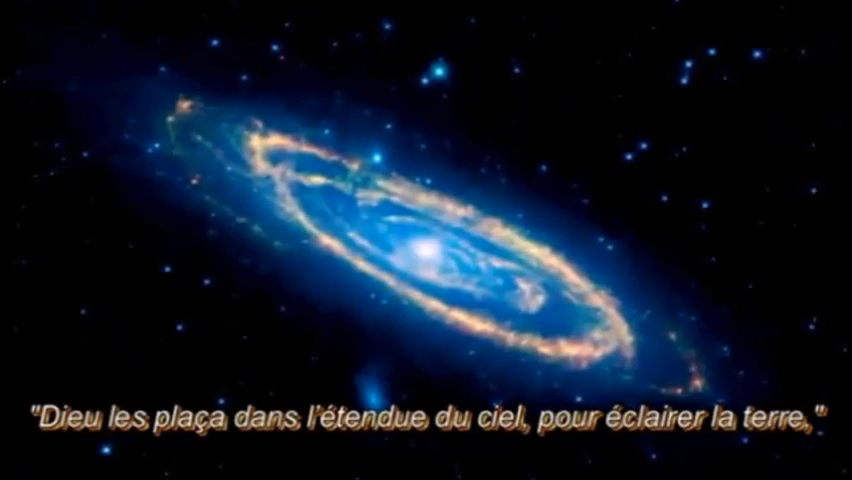 "Dieu les plaça dans l'étendue du ciel, pour éclairer la terre,"